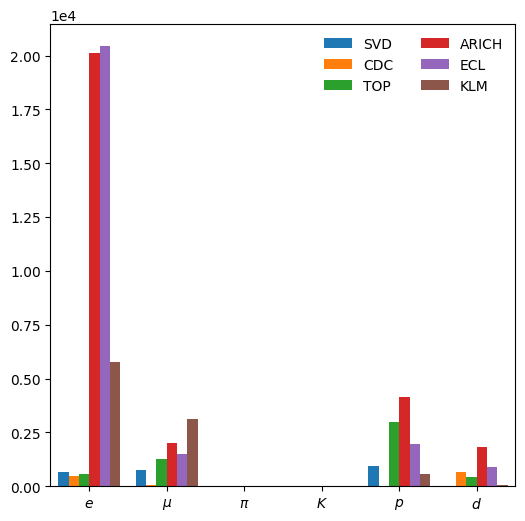 1e4
2.00
1.75
1.50
1.25
1.00
0.75
0.50
0.25
0.00
SVD
CDC
TOP
ARICH
ECL
KLM
e μ π K p d